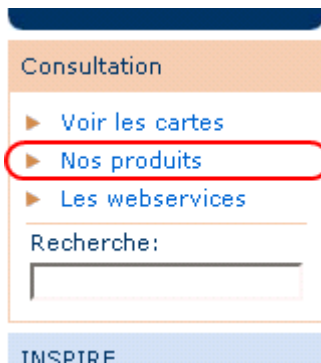 Consultation
Voir les cartes
Nos produits
Les webservices
Recherche:
INSPIRE